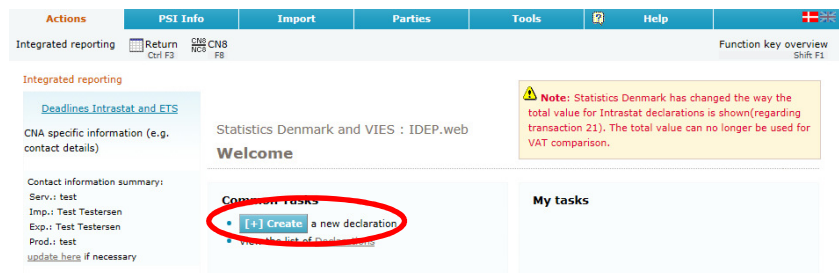 Actions PSI Info Import Parties Tools Help
Integrated reporting Return CN8 NC8 CN8 Function key overview
Ctrl F3 F8 Shift F1
Integrated reporting
Deadlines Intrastat and ETS
CNA specific information (e.g.
contact details)
Contact information summary:
Serv.: test
Imp.: Test Testersen
Exp.: Test Testersen
Prod.: test
update here if necessary
Statistics Denmark and VIES : IDEP.web
Welcome
Note: Statistics Denmark has changed the way the
total value for Intrastat declarations is shown(regarding
transaction 21). The total value can no longer be used for
VAT comparison.
Common Tasks
[+] Create a new declaration
View the list of Declarations
My tasks